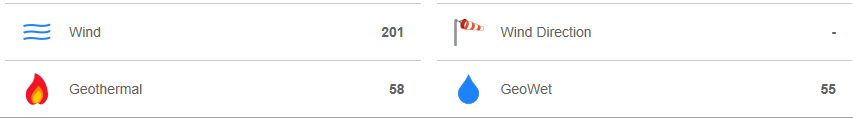 Wind 201 Wind Direction -
Geothermal 58 GeoWet 55